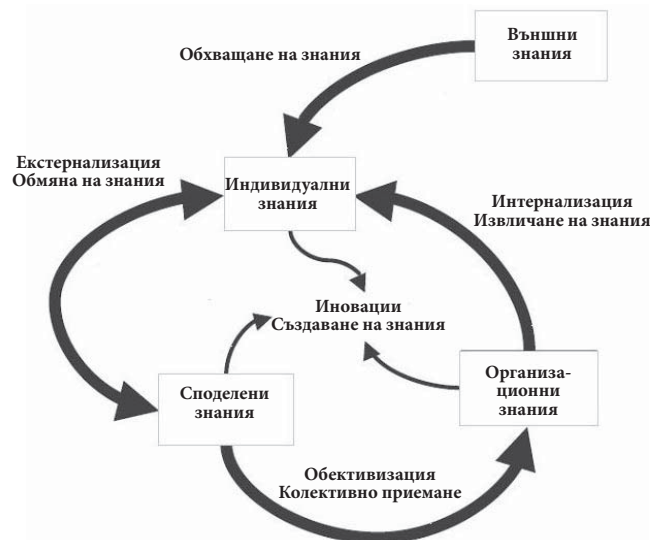 Външни
знания
Обхващане на знания
Екстернализация
Обмяна на знания
Индивидуални
знания
Интернализация
Извличане на знания
Иновации
Създаване на знания
Споделени
знания
Организа-
ционни
знания
Обективизация
Колективно приемане